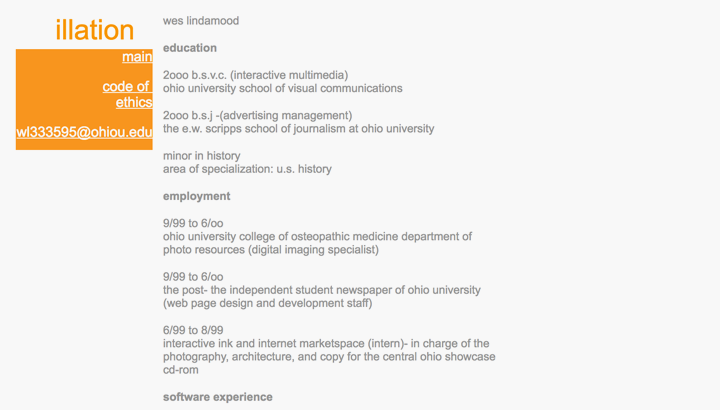 illation
main
code of
ethics
wl333595@ohiou.edu
wes lindamood
education
2ooo b.s.v.c. (interactive multimedia)
ohio university school of visual communications
2ooo b.s.j -(advertising management)
the e.w. scripps school of journalism at ohio university
minor in history
area of specialization: u.s. history
employment
9/99 to 6/oo
ohio university college of osteopathic medicine department of
photo resources (digital imaging specialist)
9/99 to 6/oo
the post- the independent student newspaper of ohio university
(web page design and development staff)
6/99 to 8/99
interactive ink and internet marketspace (intern)- in charge of the
photography, architecture, and copy for the central ohio showcase
cd-rom
software experience